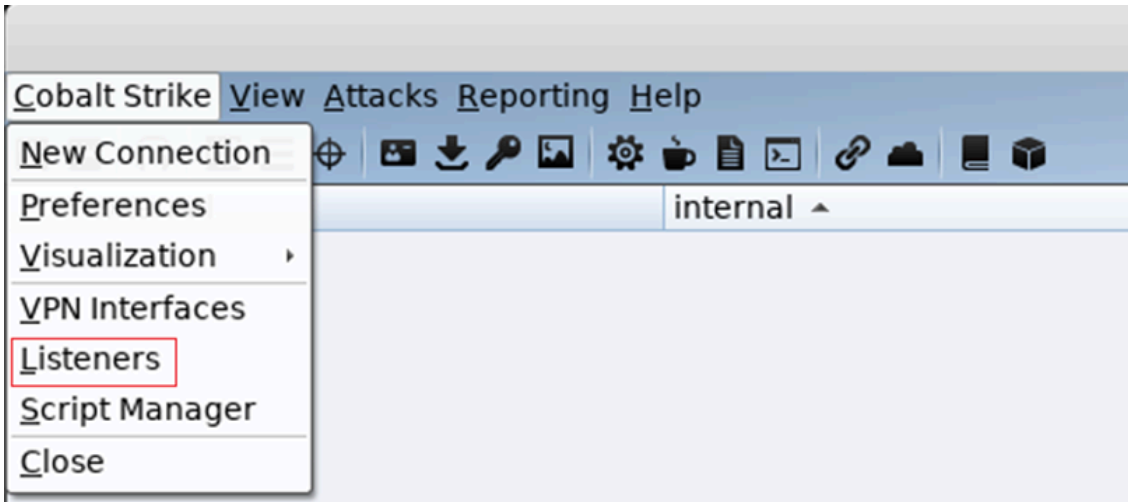 Cobalt Strike View Attacks Reporting Help
New Connection
Preferences
internal
Visualization
VPN Interfaces
Listeners
Script Manager
Close